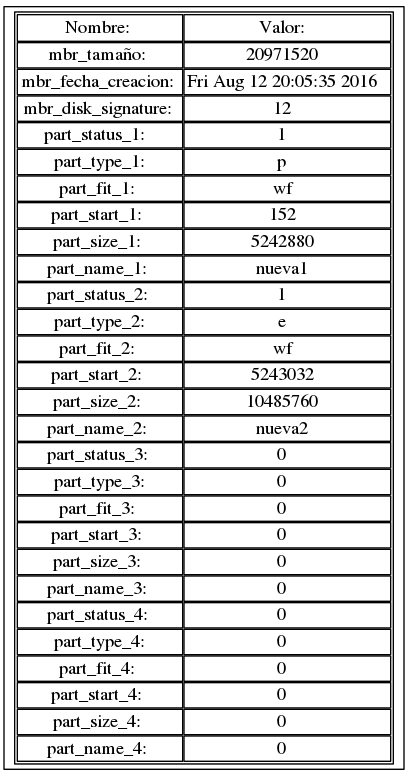 Nombre: Valor:
mbr_tamaño: 20971520
mbr_fecha_creacion: Fri Aug 12 20:05:35 2016
mbr_disk_signature: 12
part_status_1: 1
part_type_1: p
part_fit_1: wf
part_start_1: 152
part_size_1: 5242880
part_name_1: nueva1
part_status_2: 1
part_type_2: e
part_fit_2: wf
part_start_2: 5243032
part_size_2: 10485760
part_name_2: nueva2
part_status_3: 0
part_type_3: 0
part_fit_3: 0
part_start_3: 0
part_size_3: 0
part_name_3: 0
part_status_4: 0
part_type_4: 0
part_fit_4: 0
part_start_4: 0
part_size_4: 0
part_name_4: 0